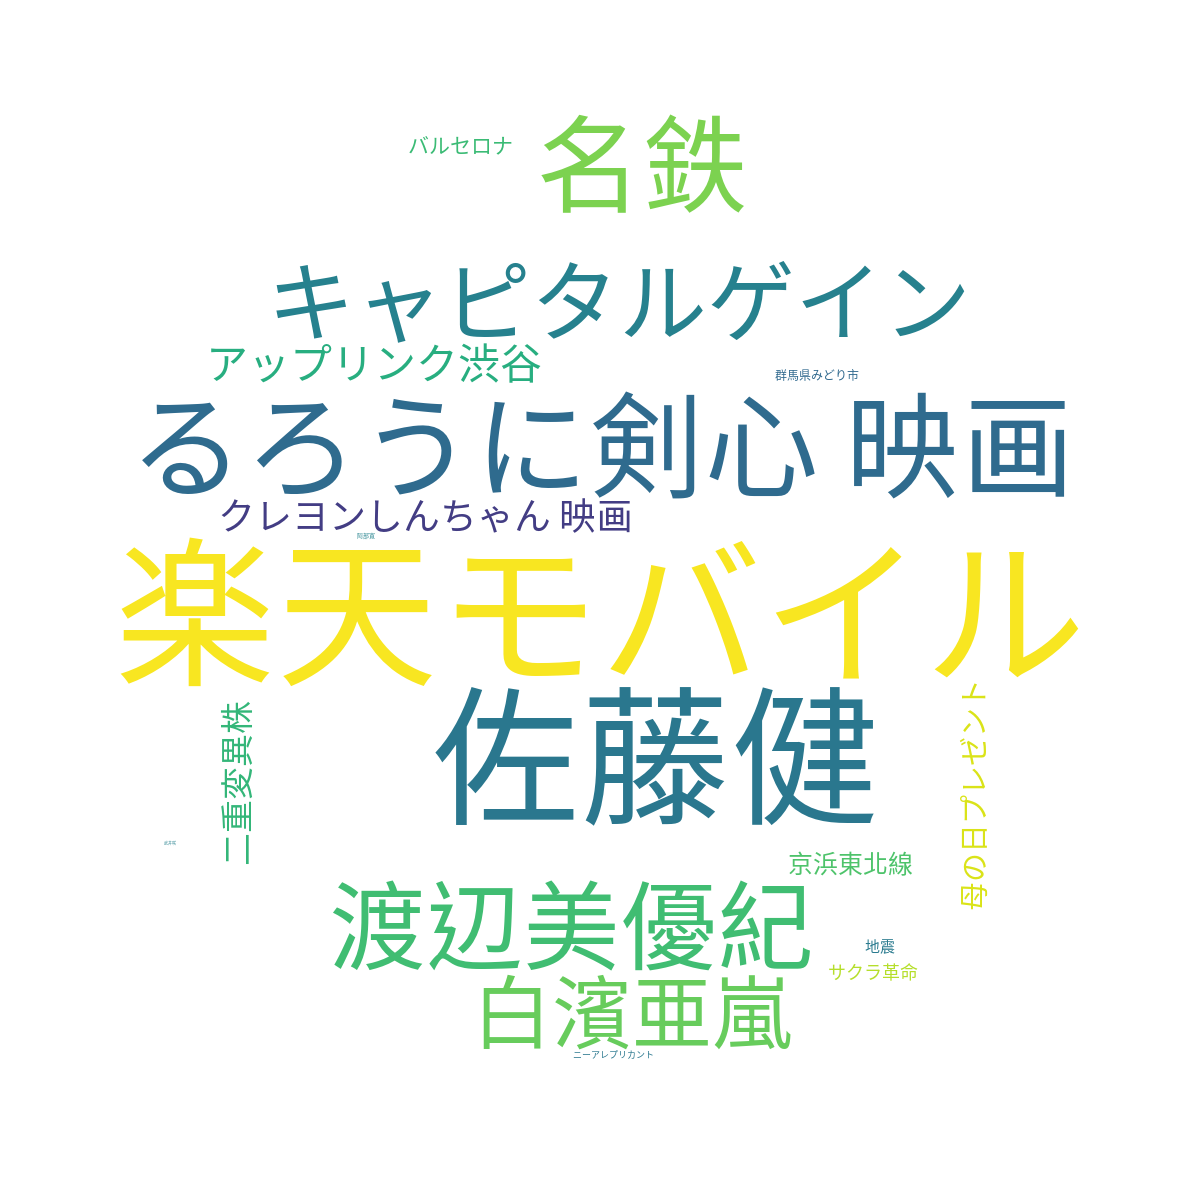 バルセロナ
名鉄
キャピタルゲイン
アップリンク渋谷
群馬県みどり市
るろうに剣心 映画
クレヨンしんちゃん 映画
阿部寛
楽天モバイル
佐藤健
二重変異株
母の日プレゼント
京浜東北線
渡辺美優紀
地震
サクラ革命
白濱亜嵐
ニーアレプリカント